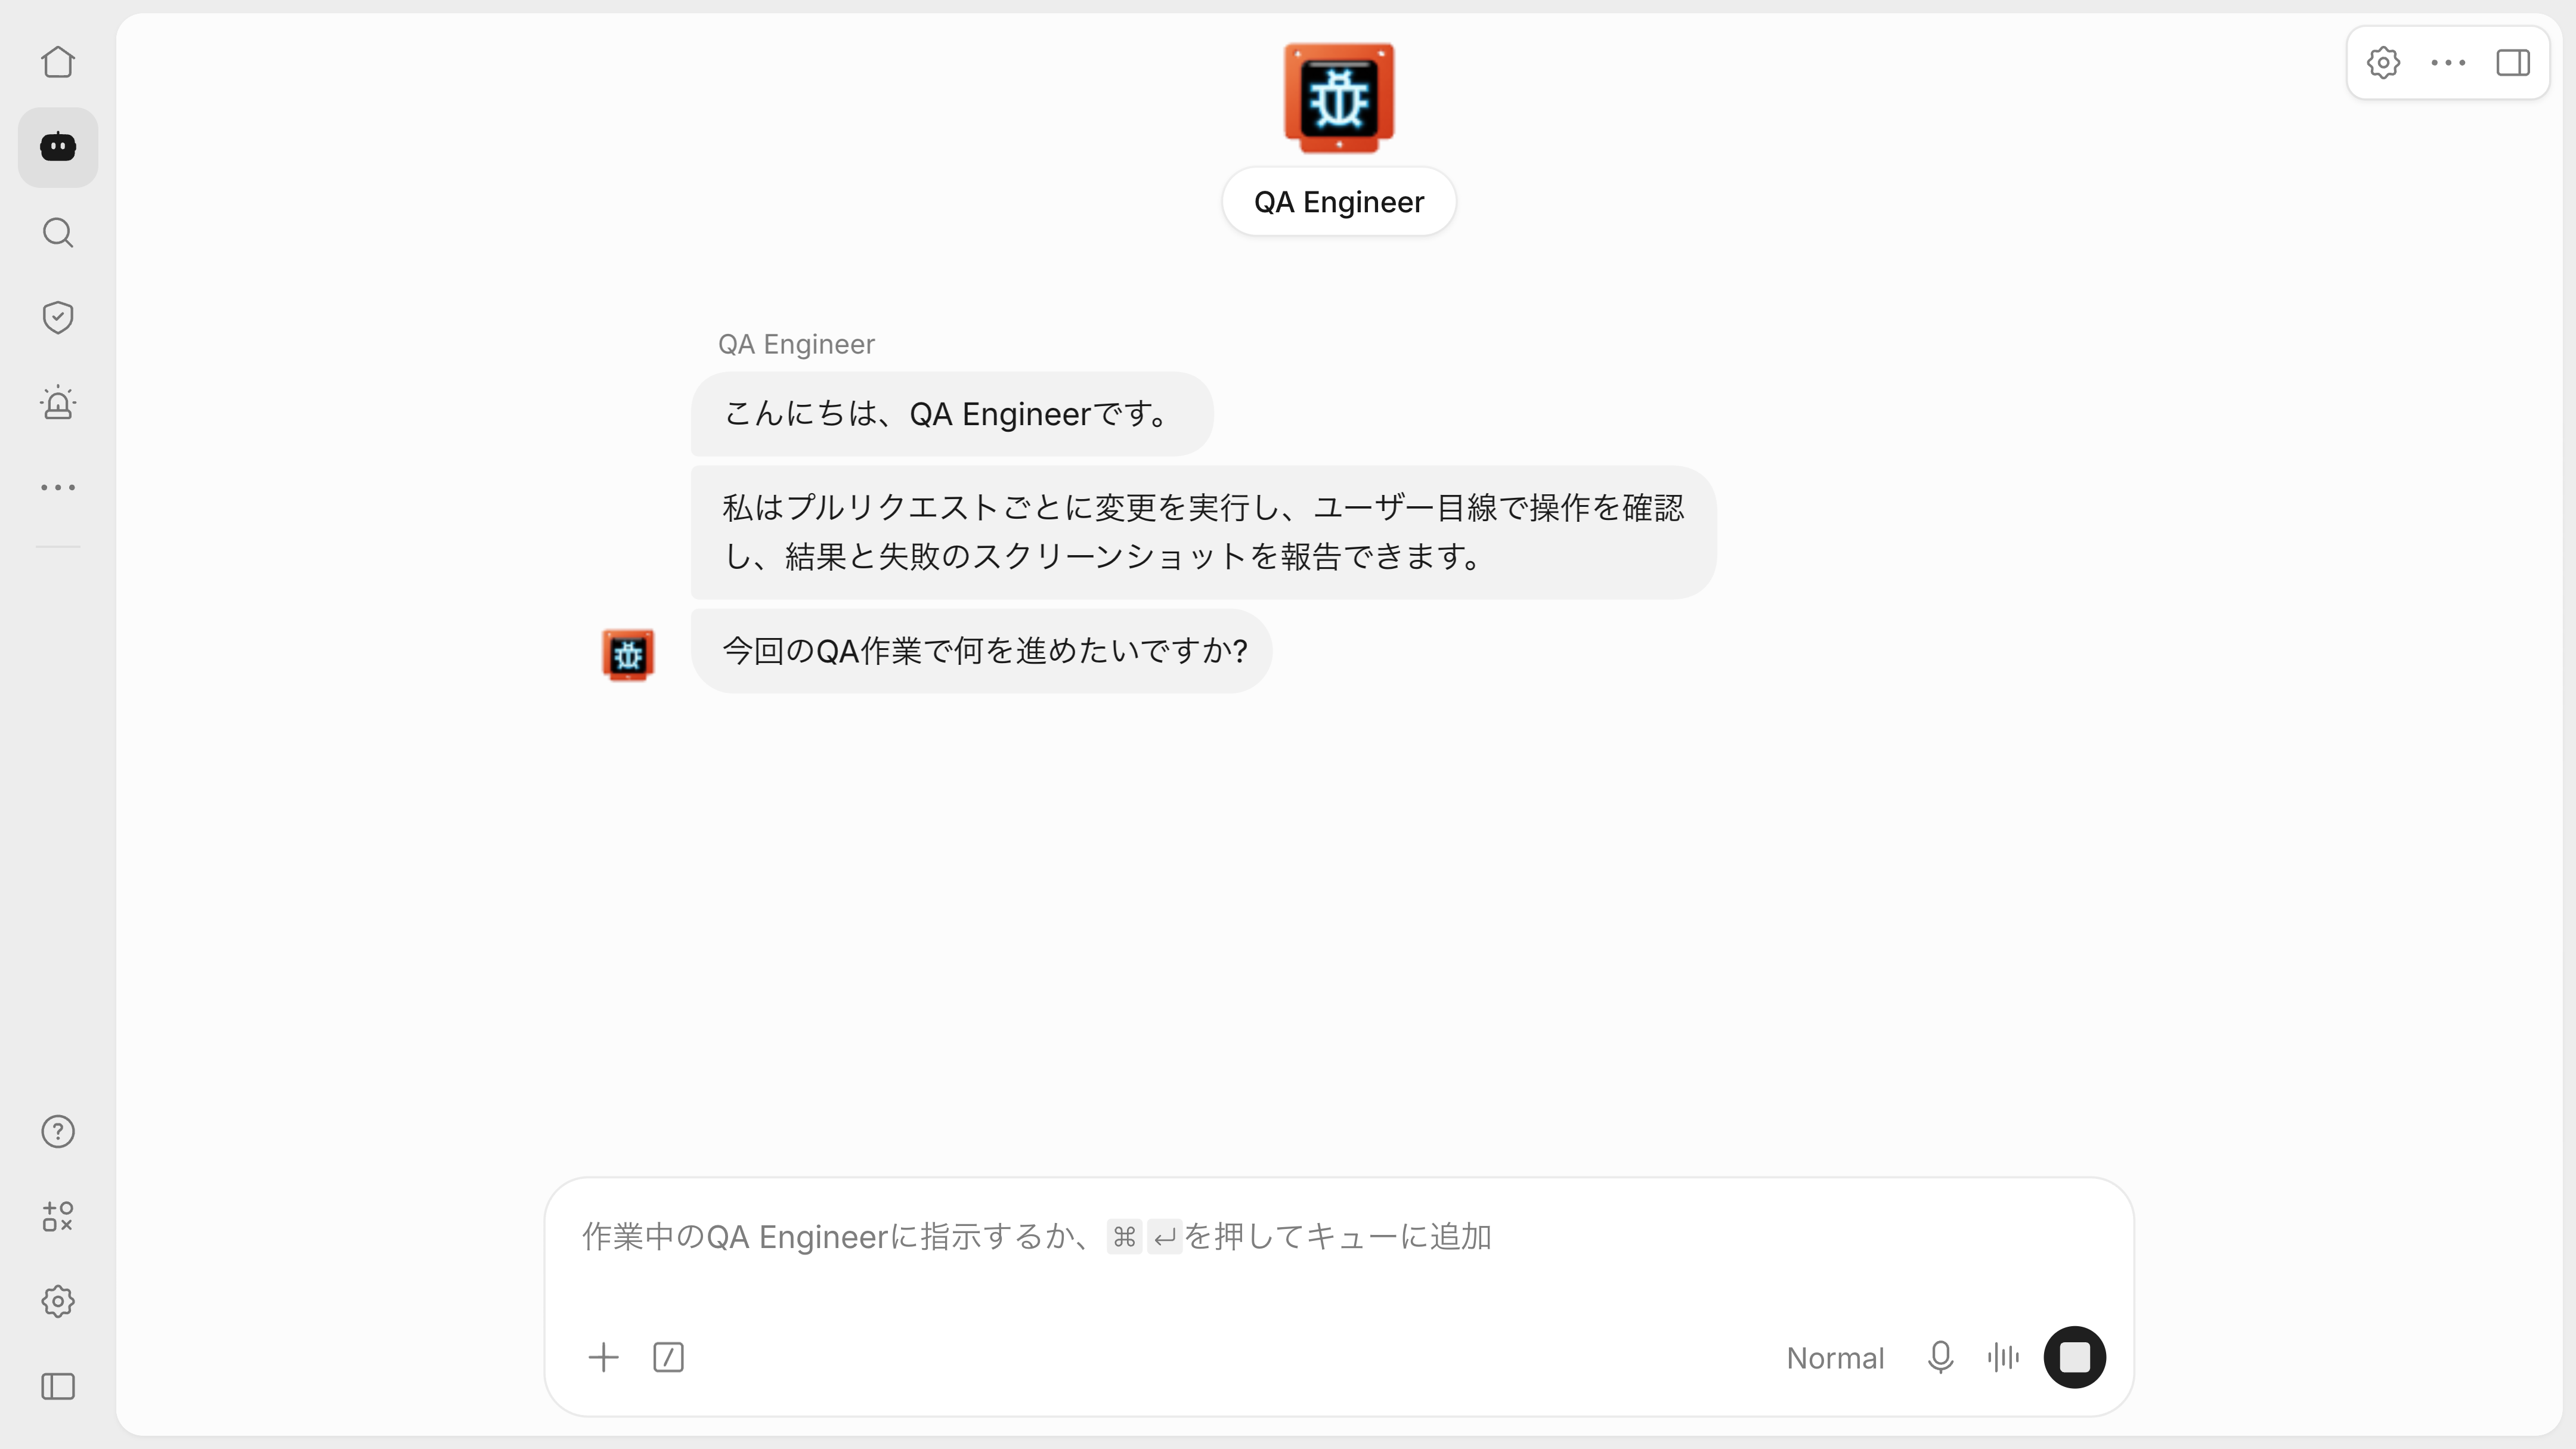 QA Engineer
QA Engineer
こんにちは、QA Engineerです。
私はプルリクエストごとに変更を実行し、ユーザー目線で操作を確認
し、結果と失敗のスクリーンショットを報告できます。
今回のQA作業で何を進めたいですか?
作業中のQA Engineerに指示するか、⌘↵を押してキューに追加
Normal